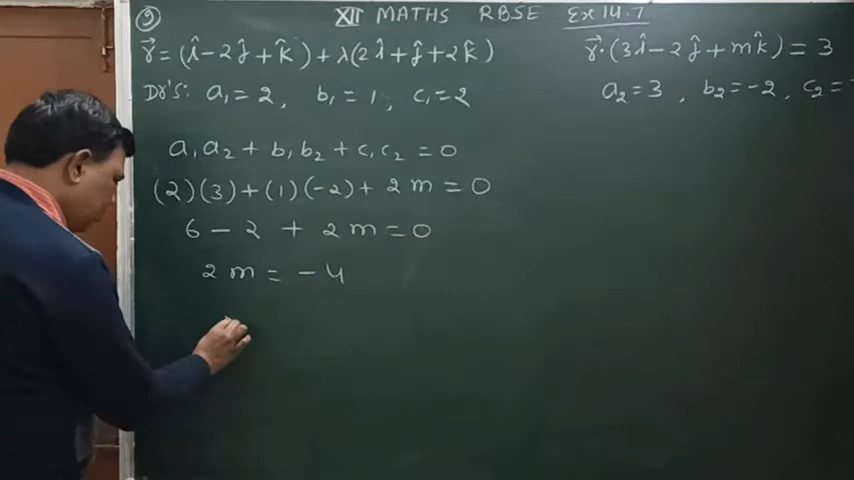 9 XII MATHS RBSE Ex 14.7
r⃗ = (î - 2ĵ + k̂) + λ(2î + ĵ + 2k̂) r⃗·(3î - 2ĵ + mk̂) = 3
Dr's: a₁ = 2, b₁ = 1, c₁ = 2 a₂ = 3, b₂ = -2, c₂ =
a₁a₂ + b₁b₂ + c₁c₂ = 0
(2)(3) + (1)(-2) + 2m = 0
6 - 2 + 2m = 0
2m = -4